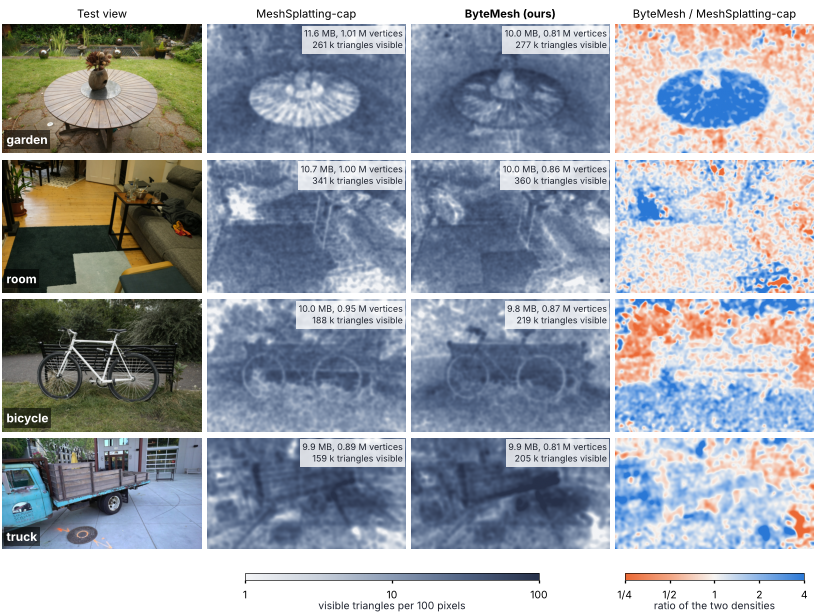 Test view
MeshSplatting-cap
ByteMesh (ours)
ByteMesh / MeshSplatting-cap
garden
11.6 MB, 1.01 M vertices
261 k triangles visible
10.0 MB, 0.81 M vertices
277 k triangles visible
room
10.7 MB, 1.00 M vertices
341 k triangles visible
10.0 MB, 0.86 M vertices
360 k triangles visible
bicycle
10.0 MB, 0.95 M vertices
188 k triangles visible
9.8 MB, 0.87 M vertices
219 k triangles visible
truck
9.9 MB, 0.89 M vertices
159 k triangles visible
9.9 MB, 0.81 M vertices
205 k triangles visible
1 10 100
visible triangles per 100 pixels
1/4 1/2 1 2 4
ratio of the two densities